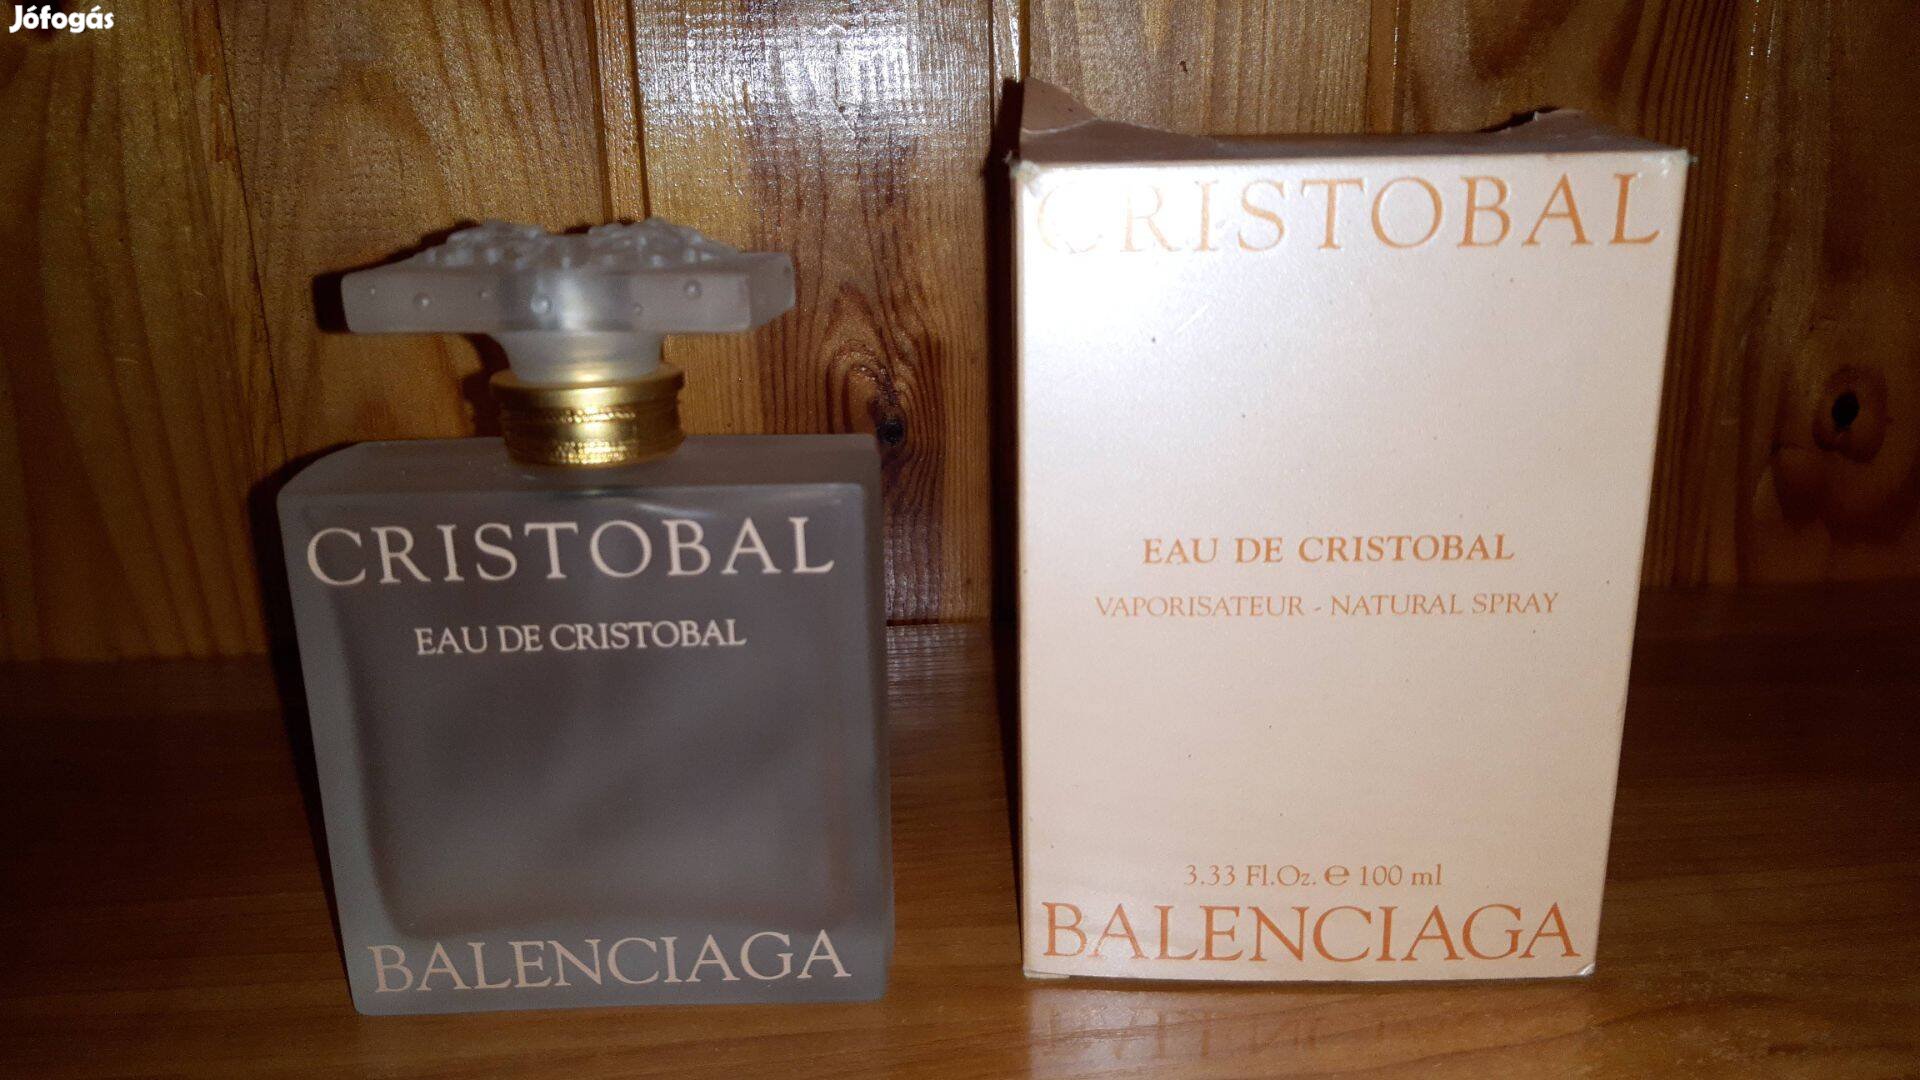 Jófogás
CRISTOBAL
EAU DE CRISTOBAL
BALENCIAGA
CRISTOBAL
EAU DE CRISTOBAL
VAPORISATEUR - NATURAL SPRAY
3.33 Fl.Oz. ℮ 100 ml
BALENCIAGA